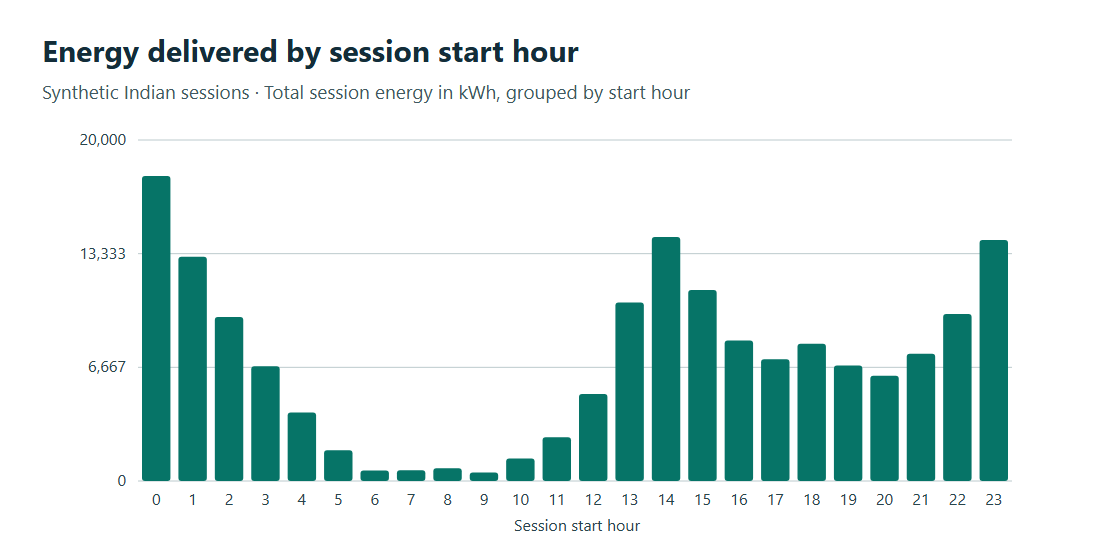 Energy delivered by session start hour
Synthetic Indian sessions · Total session energy in kWh, grouped by start hour
20,000
13,333
6,667
0
0 1 2 3 4 5 6 7 8 9 10 11 12 13 14 15 16 17 18 19 20 21 22 23
Session start hour